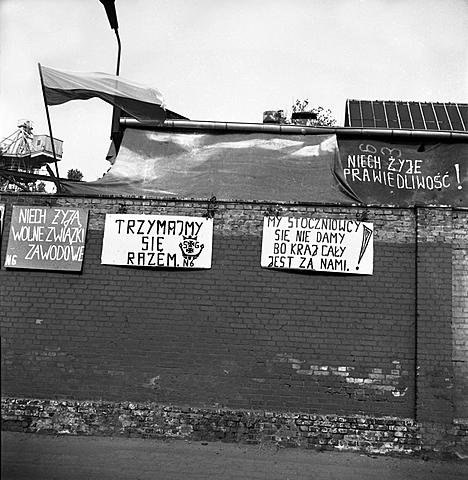 NIECH ŻYJE
PRAWIEDLIWOŚĆ!
NIECH ŻYJĄ
WOLNE ZWIĄZKI
ZAWODOWE
N6
TRZYMAJMY
SIĘ
RAZEM. N6
MY STOCZNIOWCY
SIĘ NIE DAMY
BO KRAJ CAŁY
JEST ZA NAMI.!